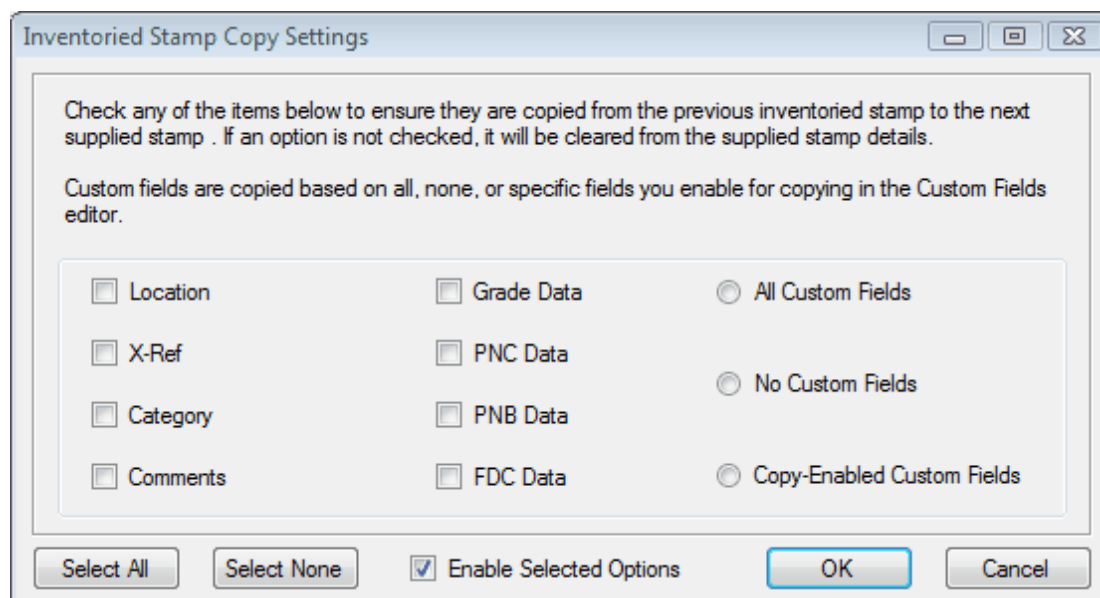 Inventoried Stamp Copy Settings
Check any of the items below to ensure they are copied from the previous inventoried stamp to the next
supplied stamp . If an option is not checked, it will be cleared from the supplied stamp details.
Custom fields are copied based on all, none, or specific fields you enable for copying in the Custom Fields
editor.
Location
Grade Data
All Custom Fields
X-Ref
PNC Data
No Custom Fields
Category
PNB Data
Comments
FDC Data
Copy-Enabled Custom Fields
Select All
Select None
Enable Selected Options
OK
Cancel